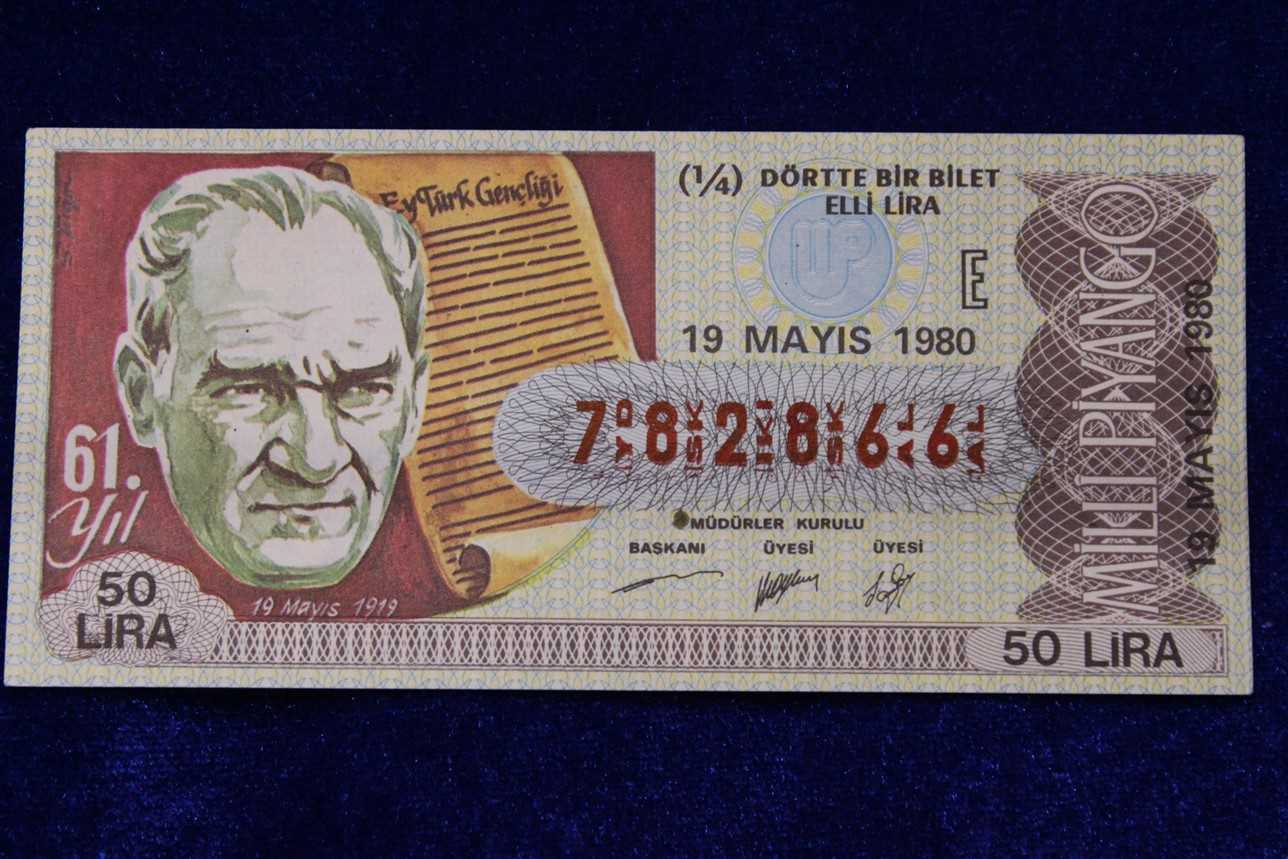 Ey Türk Gençliği
(1/4) DÖRTTE BİR BİLET
ELLİ LİRA
MP
E
19 MAYIS 1980
7 8 2 8 6 6
61.
Yıl
MÜDÜRLER KURULU
BAŞKANI ÜYESİ ÜYESİ
50
LİRA
19 Mayıs 1919
50 LİRA
MİLLİ PİYANGO
19 MAYIS 1980